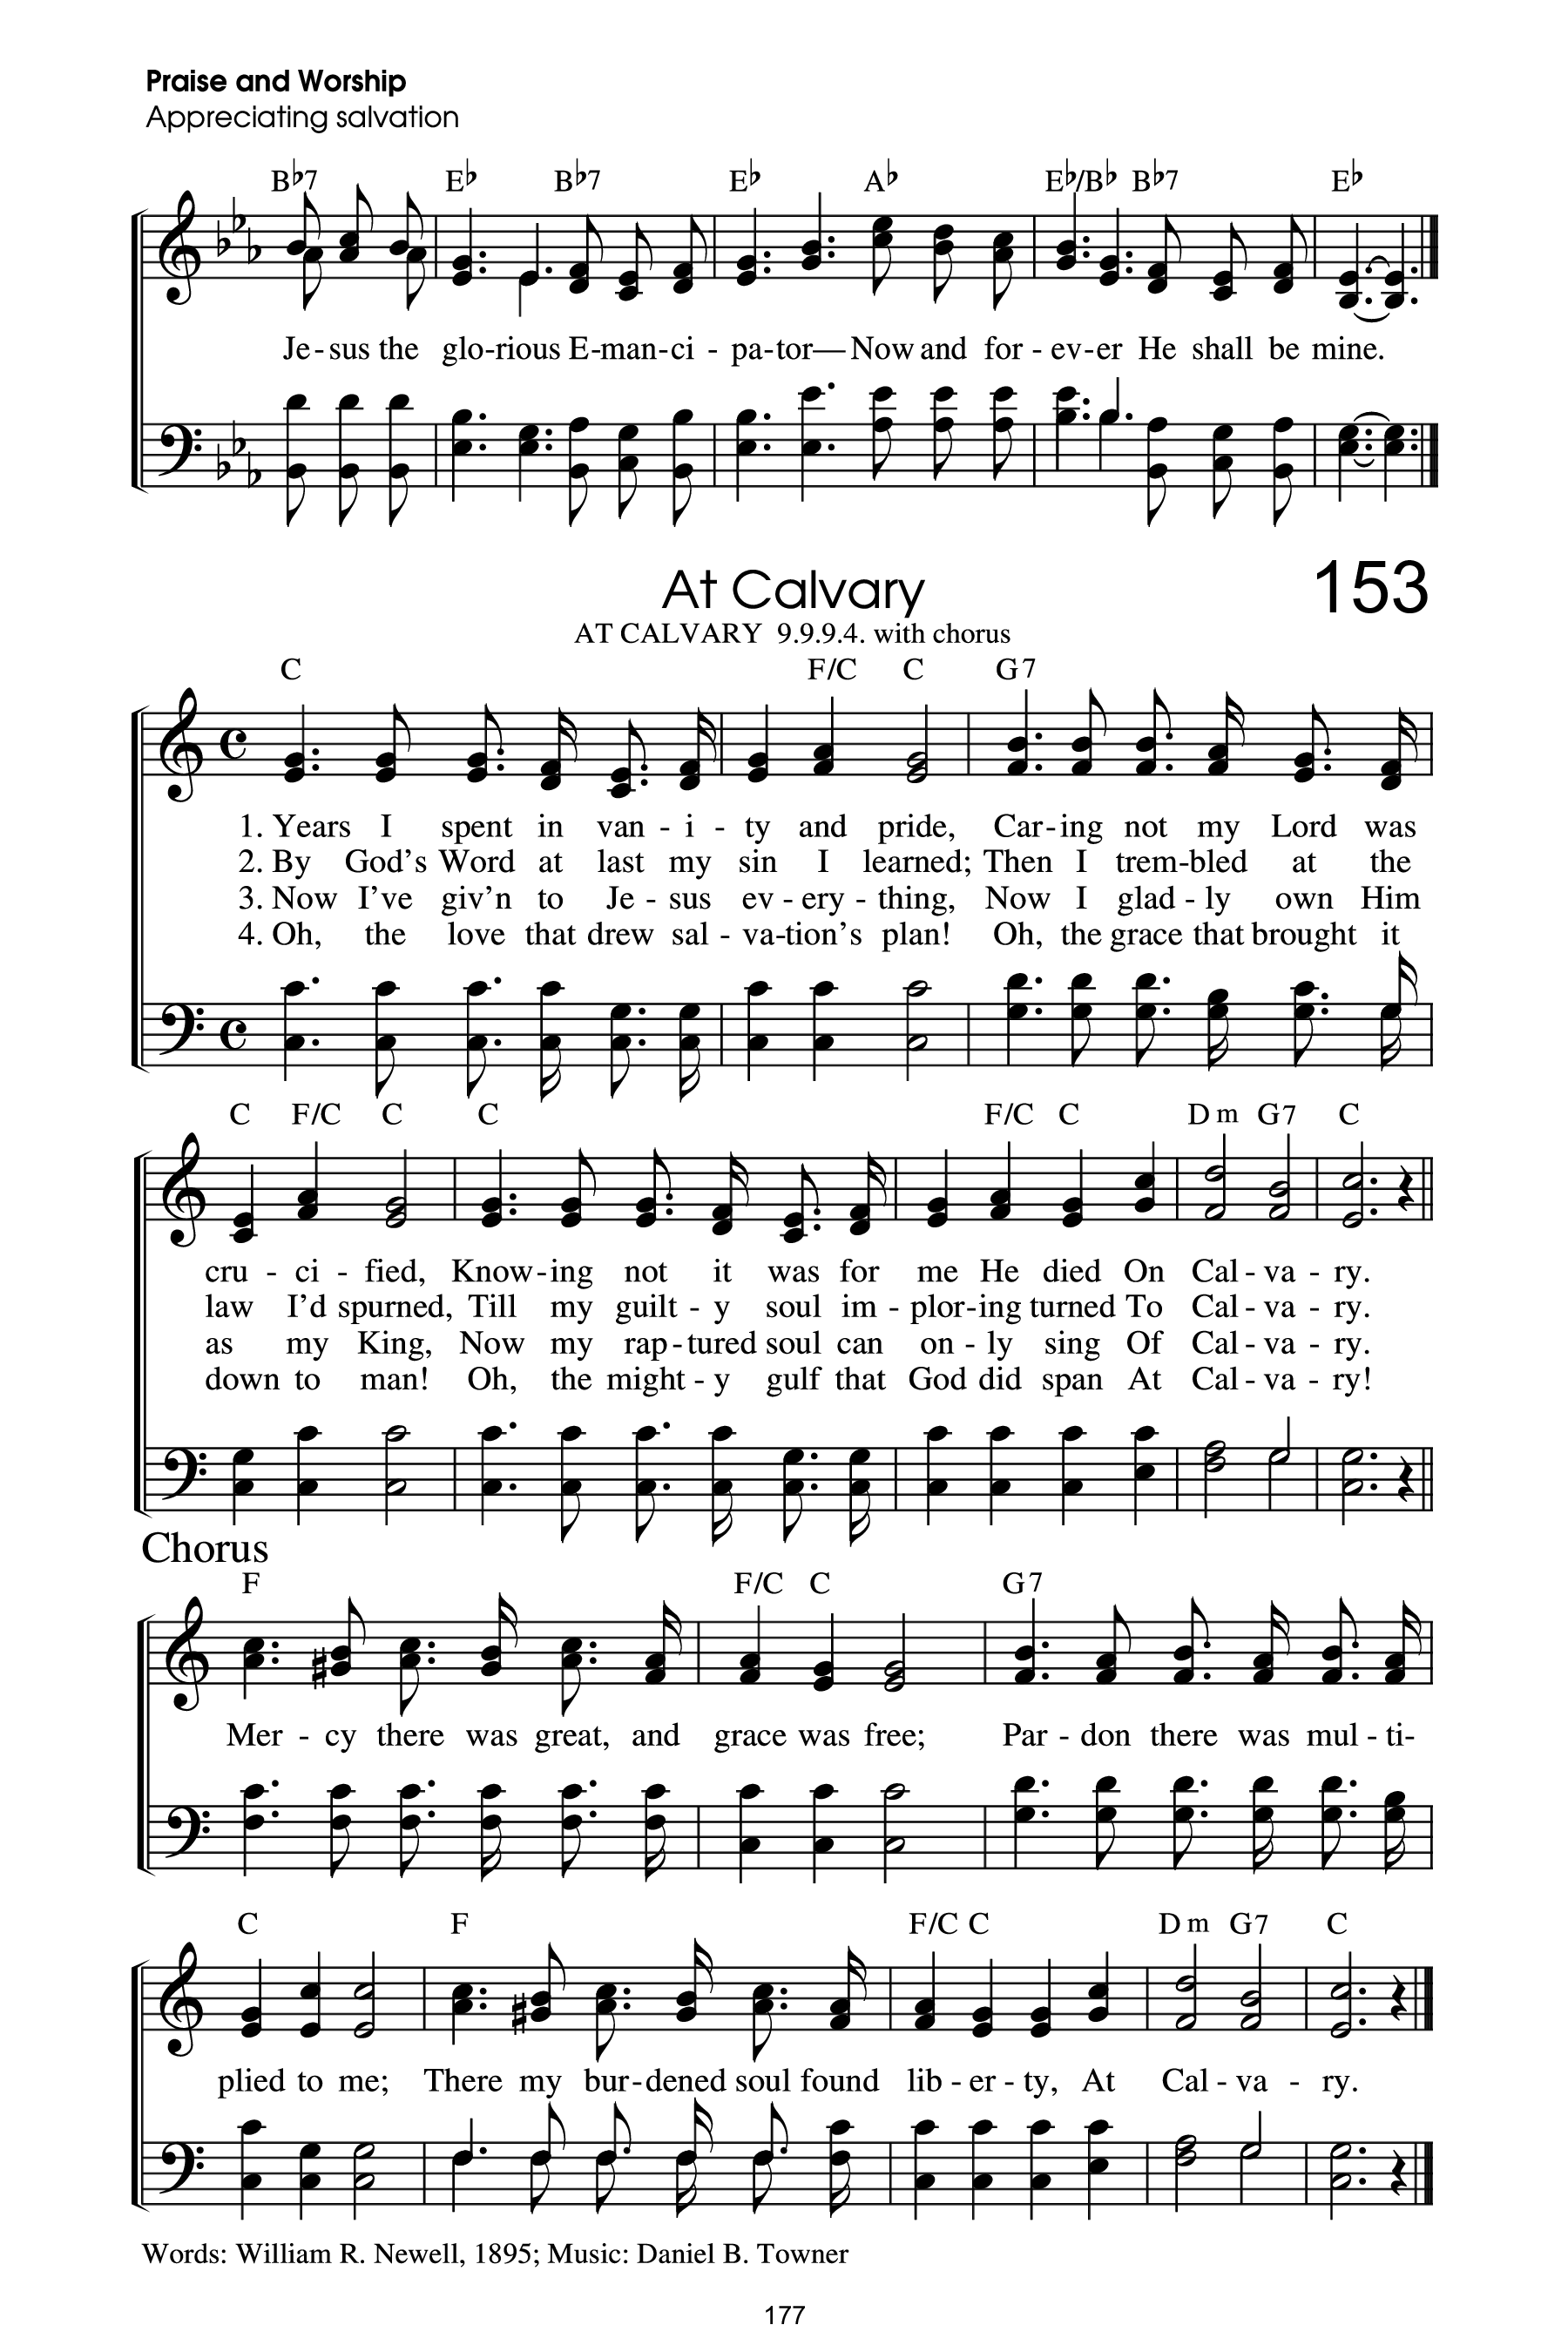 Praise and Worship
Appreciating salvation
B♭7 E♭ B♭7 E♭ A♭ E♭/B♭ B♭7 E♭
Je - sus the glo-rious E-man-ci - pa-tor— Now and for - ev-er He shall be mine.
At Calvary 153
AT CALVARY 9.9.9.4. with chorus
C F/C C G7
1. Years I spent in van - i - ty and pride, Car - ing not my Lord was
2. By God’s Word at last my sin I learned; Then I trem-bled at the
3. Now I’ve giv’n to Je - sus ev - ery - thing, Now I glad - ly own Him
4. Oh, the love that drew sal - va-tion’s plan! Oh, the grace that brought it
C F/C C C F/C C Dm G7 C
cru - ci - fied, Know-ing not it was for me He died On Cal - va - ry.
law I’d spurned, Till my guilt - y soul im - plor-ing turned To Cal - va - ry.
as my King, Now my rap-tured soul can on - ly sing Of Cal - va - ry.
down to man! Oh, the might - y gulf that God did span At Cal - va - ry!
Chorus
F F/C C G7
Mer - cy there was great, and grace was free; Par - don there was mul - ti-
C F F/C C Dm G7 C
plied to me; There my bur-dened soul found lib - er - ty, At Cal - va - ry.
Words: William R. Newell, 1895; Music: Daniel B. Towner
177